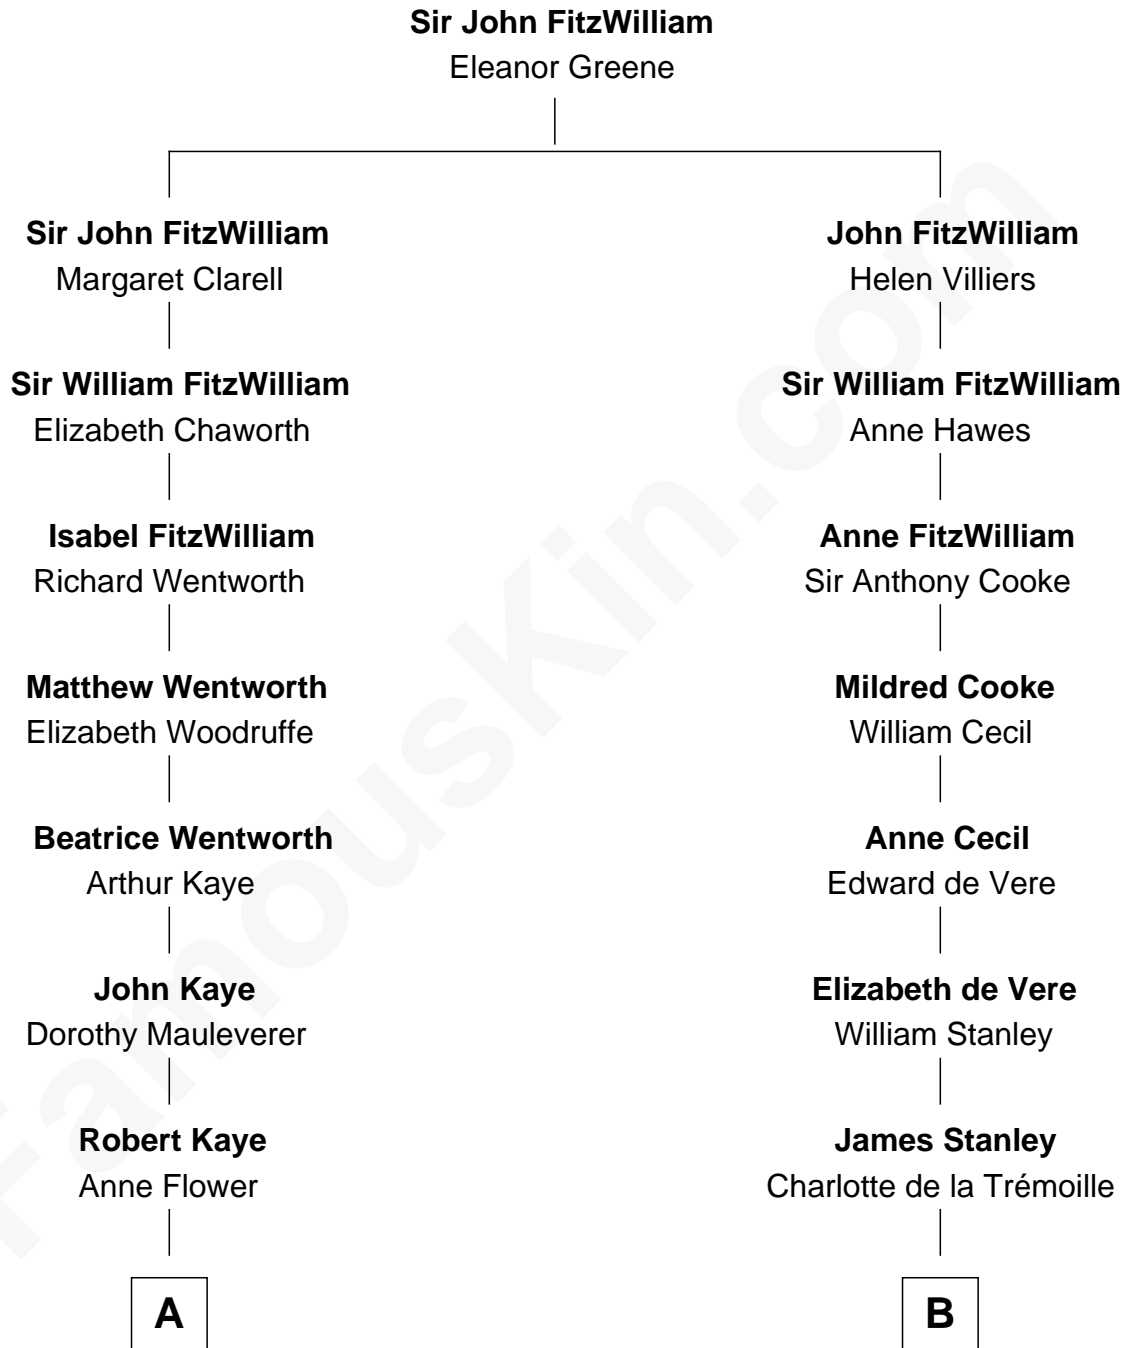 Sir John FitzWilliam
Eleanor Greene
Sir John FitzWilliam
Margaret Clarell
John FitzWilliam
Helen Villiers
Sir William FitzWilliam
Elizabeth Chaworth
Sir William FitzWilliam
Anne Hawes
Isabel FitzWilliam
Richard Wentworth
Anne FitzWilliam
Sir Anthony Cooke
Matthew Wentworth
Elizabeth Woodruffe
Mildred Cooke
William Cecil
Beatrice Wentworth
Arthur Kaye
Anne Cecil
Edward de Vere
John Kaye
Dorothy Mauleverer
Elizabeth de Vere
William Stanley
Robert Kaye
Anne Flower
James Stanley
Charlotte de la Trémoille
A
B
FamousKin.com